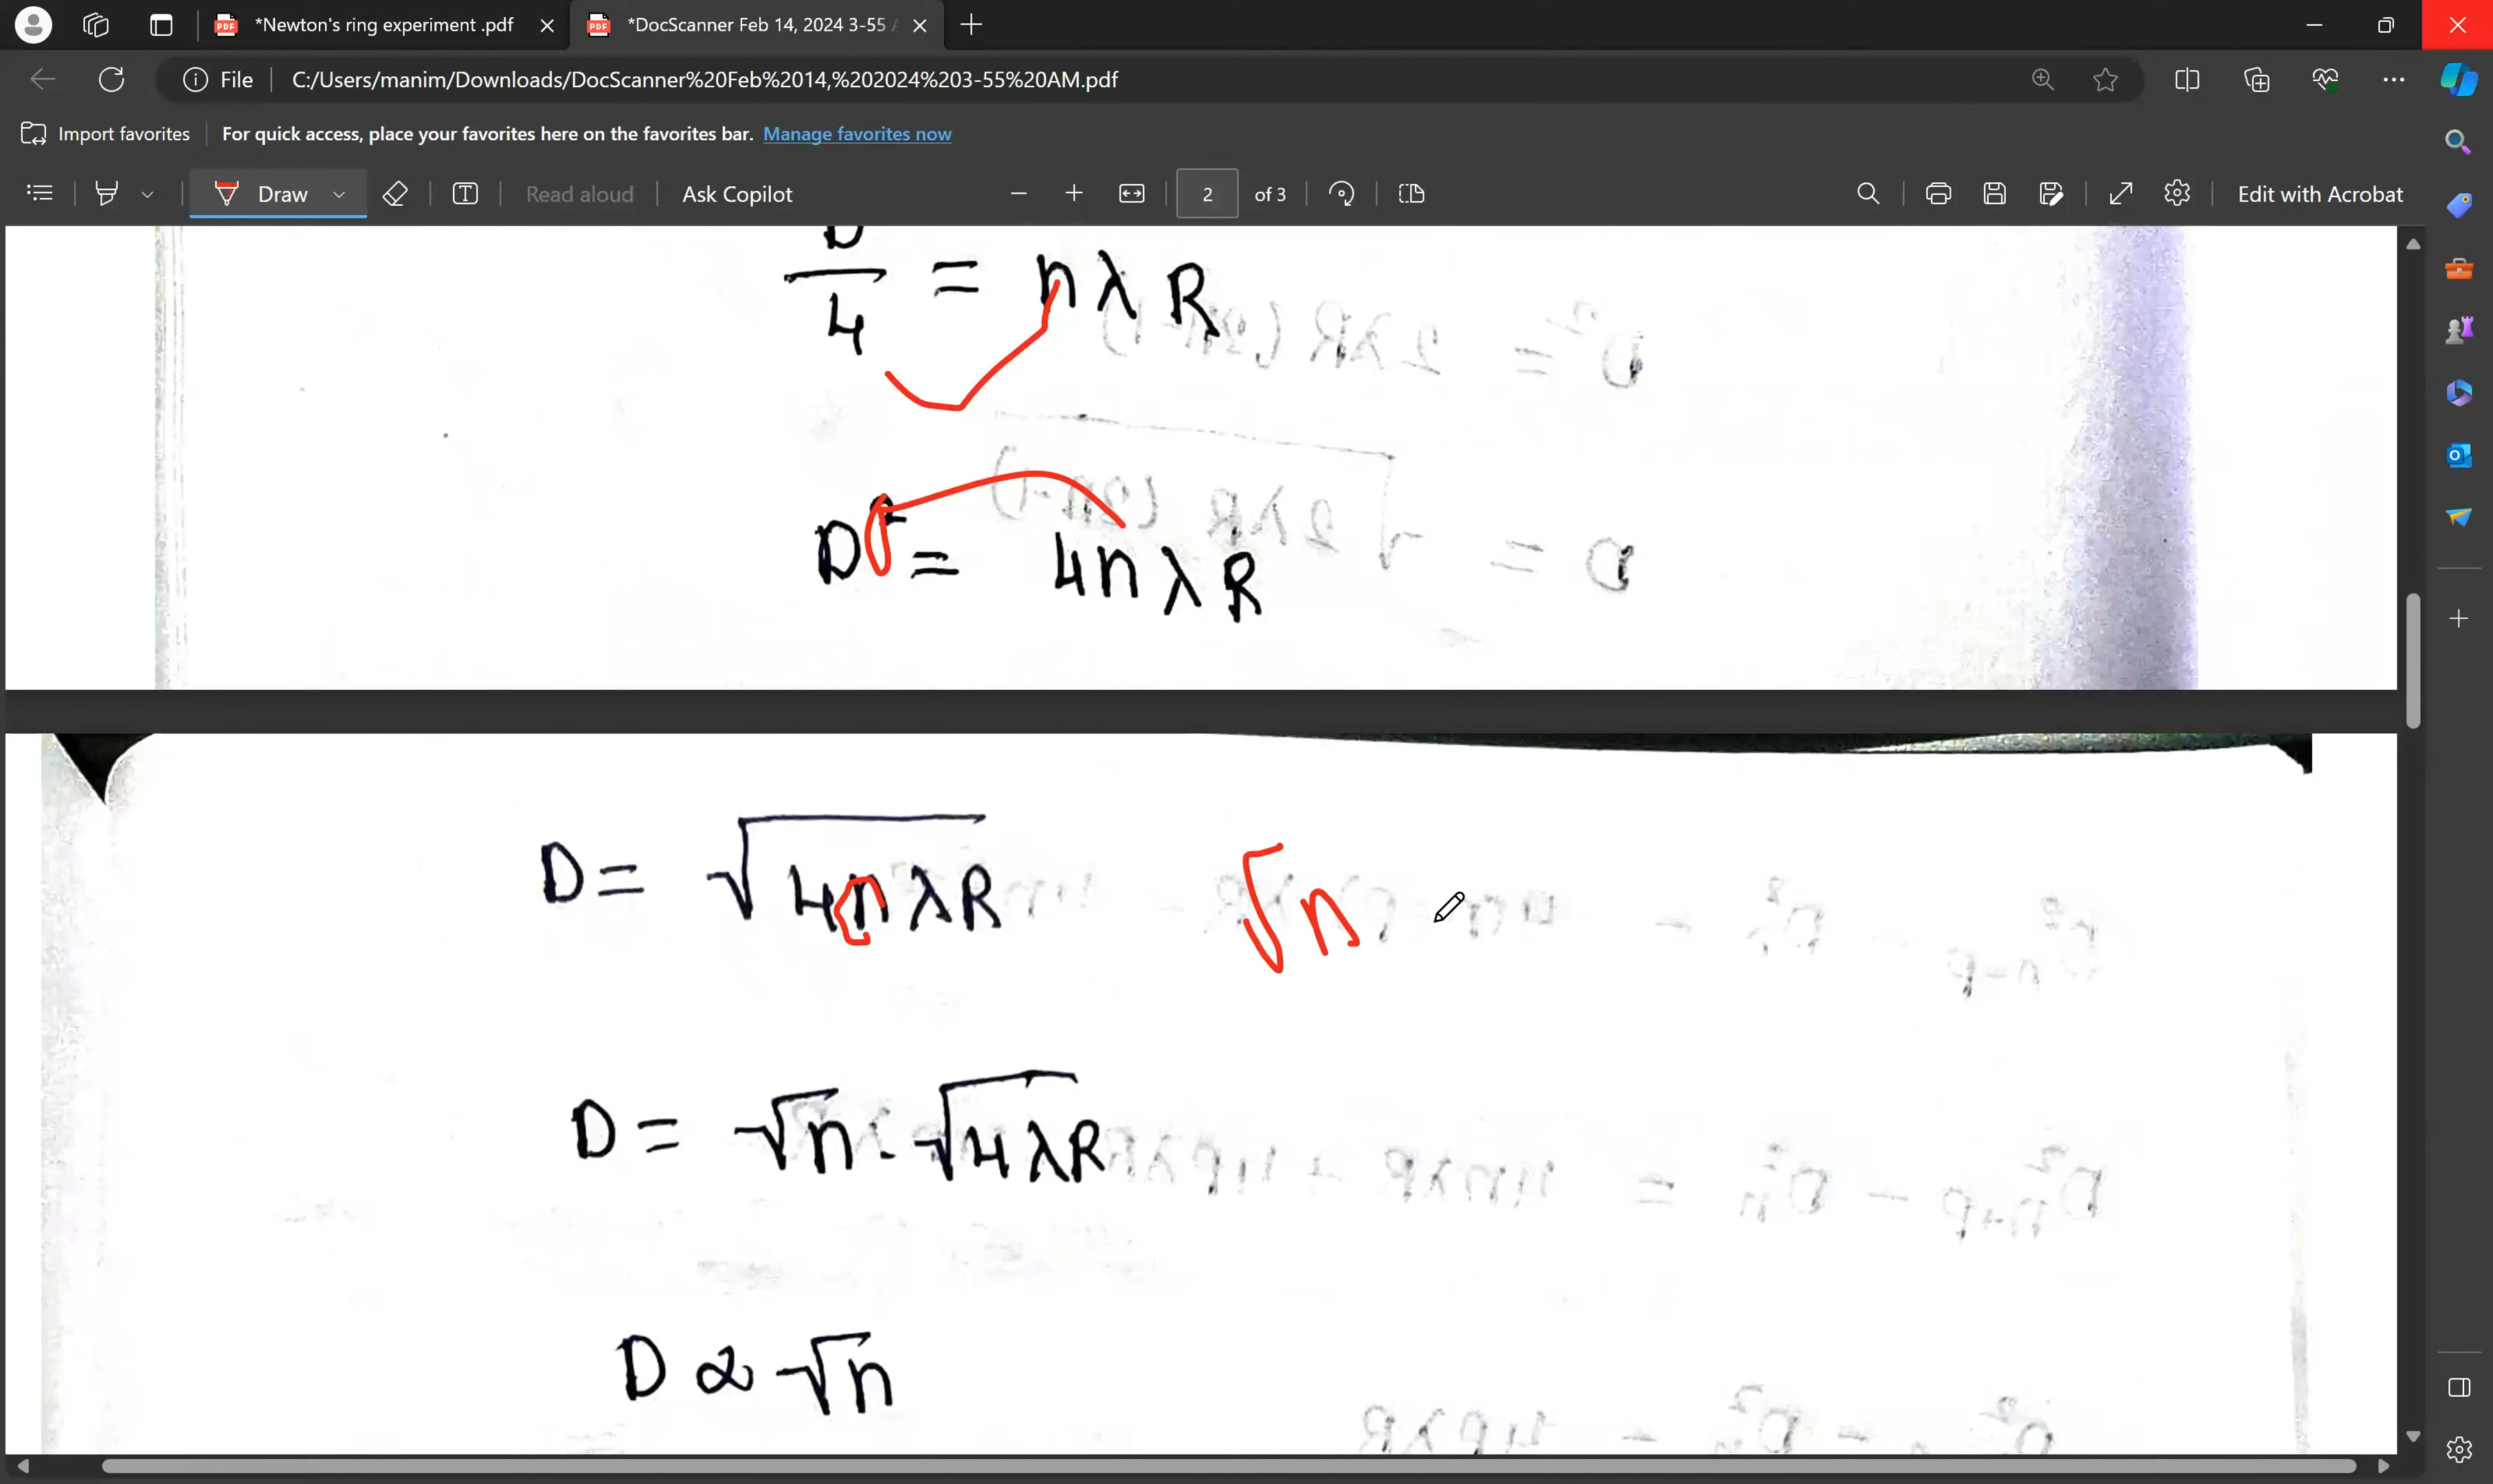 *Newton's ring experiment .pdf
*DocScanner Feb 14, 2024 3-55 A
File C:/Users/manim/Downloads/DocScanner%20Feb%2014,%202024%203-55%20AM.pdf
Import favorites For quick access, place your favorites here on the favorites bar. Manage favorites now
Draw Read aloud Ask Copilot 2 of 3 Edit with Acrobat
D/4 = nλR
D² = 4nλR
D = √4nλR √n
D = √n · √4λR
D ∝ √n